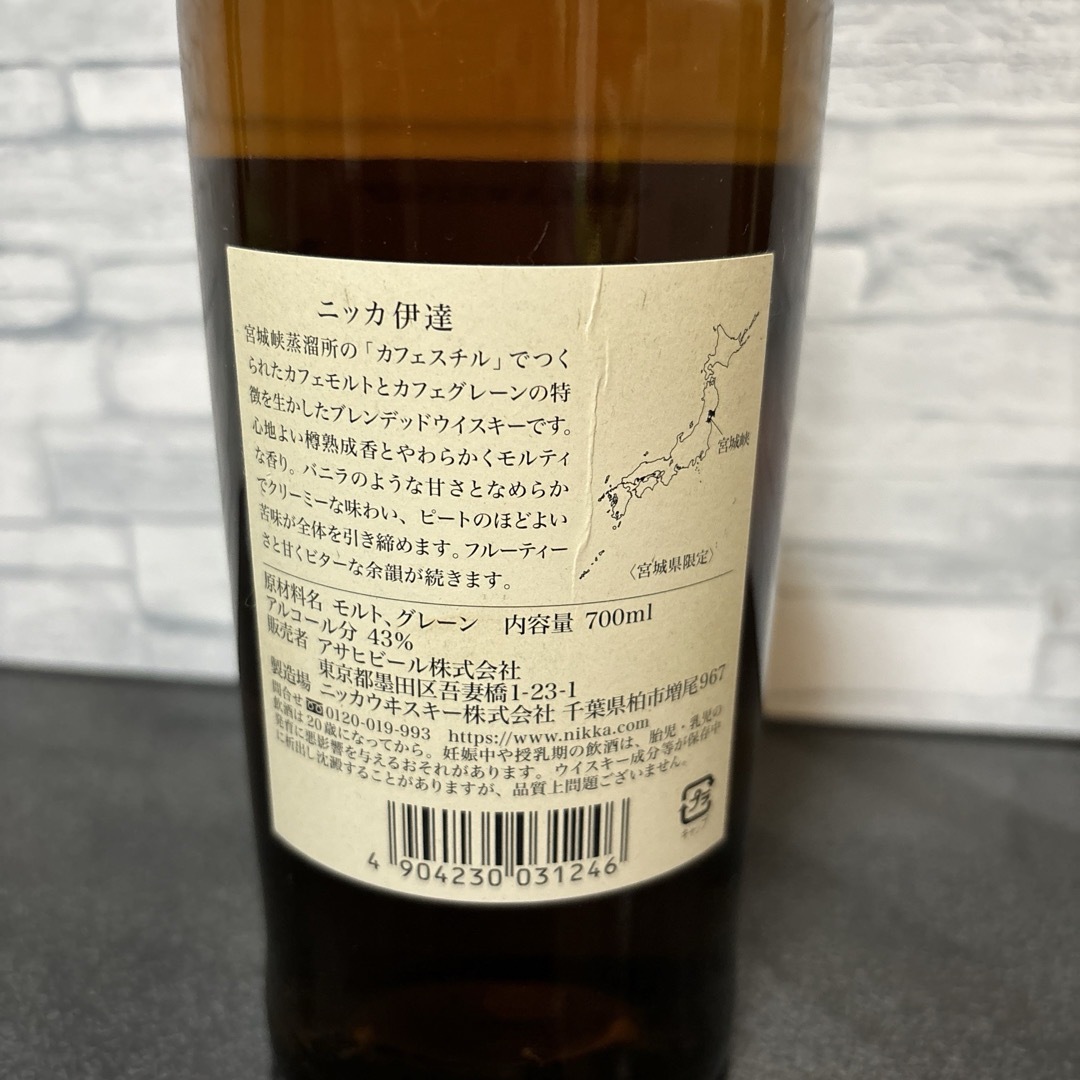 ニッカ伊達
宮城峡蒸溜所の「カフェスチル」でつく
られたカフェモルトとカフェグレーンの特
徴を生かしたブレンデッドウイスキーです。
心地よい樽熟成香とやわらかくモルティ
な香り。バニラのような甘さとなめらか
でクリーミーな味わい、ピートのほどよい
苦味が全体を引き締めます。フルーティー
さと甘くビターな余韻が続きます。
宮城峡
〈宮城県限定〉
原材料名 モルト、グレーン 内容量 700ml
アルコール分 43%
販売者 アサヒビール株式会社
東京都墨田区吾妻橋1-23-1
製造場 ニッカウヰスキー株式会社 千葉県柏市増尾967
問合せ 0120-019-993 https://www.nikka.com
飲酒は20歳になってから。妊娠中や授乳期の飲酒は、胎児・乳児の
発育に悪影響を与えるおそれがあります。ウイスキー成分等が保存中
に析出し沈澱することがありますが、品質上問題ございません。
プラ
キャップ
4 904230 031246